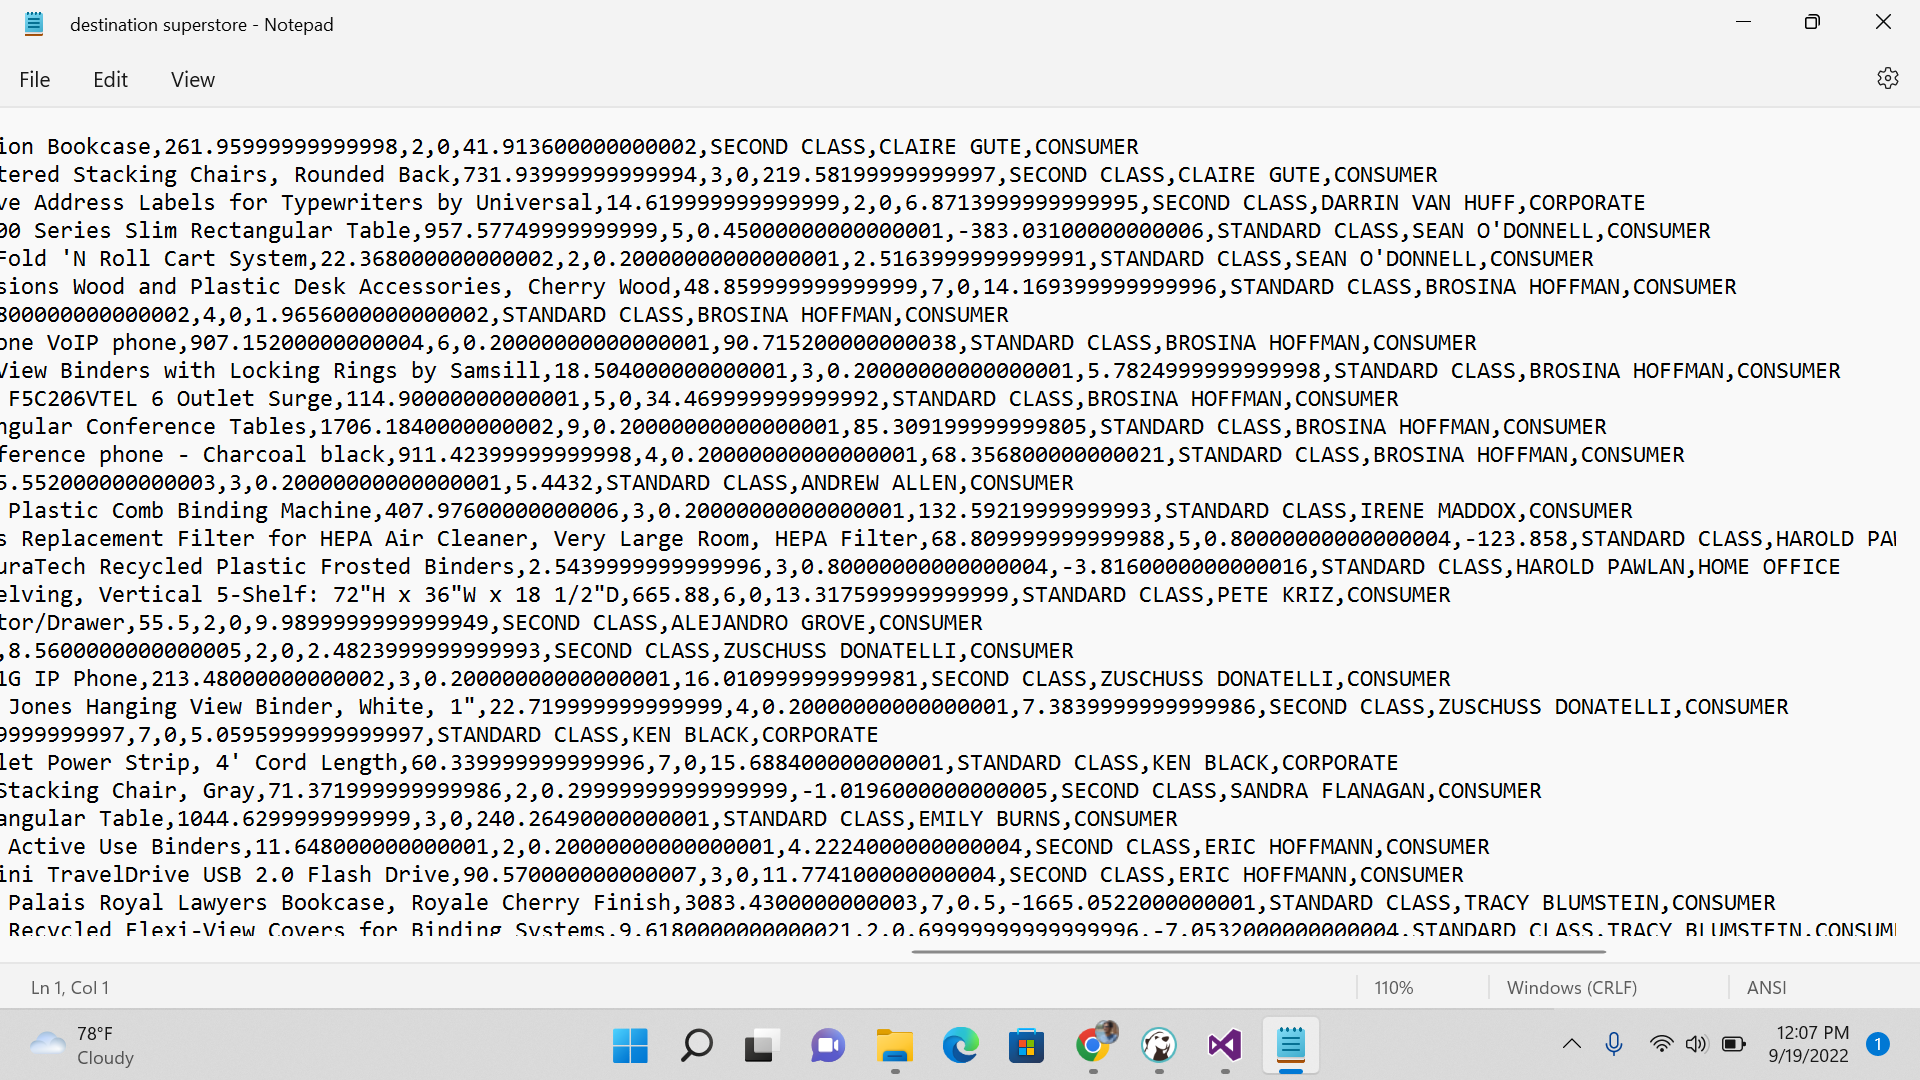 destination superstore - Notepad
File Edit View
ion Bookcase,261.95999999999998,2,0,41.913600000000002,SECOND CLASS,CLAIRE GUTE,CONSUMER
tered Stacking Chairs, Rounded Back,731.93999999999994,3,0,219.58199999999997,SECOND CLASS,CLAIRE GUTE,CONSUMER
ve Address Labels for Typewriters by Universal,14.619999999999999,2,0,6.8713999999999995,SECOND CLASS,DARRIN VAN HUFF,CORPORATE
00 Series Slim Rectangular Table,957.57749999999999,5,0.45000000000000001,-383.03100000000006,STANDARD CLASS,SEAN O'DONNELL,CONSUMER
Fold 'N Roll Cart System,22.368000000000002,2,0.20000000000000001,2.5163999999999991,STANDARD CLASS,SEAN O'DONNELL,CONSUMER
sions Wood and Plastic Desk Accessories, Cherry Wood,48.859999999999999,7,0,14.169399999999996,STANDARD CLASS,BROSINA HOFFMAN,CONSUMER
800000000000002,4,0,1.9656000000000002,STANDARD CLASS,BROSINA HOFFMAN,CONSUMER
one VoIP phone,907.15200000000004,6,0.20000000000000001,90.715200000000038,STANDARD CLASS,BROSINA HOFFMAN,CONSUMER
View Binders with Locking Rings by Samsill,18.504000000000001,3,0.20000000000000001,5.7824999999999998,STANDARD CLASS,BROSINA HOFFMAN,CONSUMER
F5C206VTEL 6 Outlet Surge,114.90000000000001,5,0,34.469999999999992,STANDARD CLASS,BROSINA HOFFMAN,CONSUMER
ngular Conference Tables,1706.1840000000002,9,0.20000000000000001,85.309199999999805,STANDARD CLASS,BROSINA HOFFMAN,CONSUMER
ference phone - Charcoal black,911.42399999999998,4,0.20000000000000001,68.356800000000021,STANDARD CLASS,BROSINA HOFFMAN,CONSUMER
5.552000000000003,3,0.20000000000000001,5.4432,STANDARD CLASS,ANDREW ALLEN,CONSUMER
Plastic Comb Binding Machine,407.97600000000006,3,0.20000000000000001,132.59219999999993,STANDARD CLASS,IRENE MADDOX,CONSUMER
s Replacement Filter for HEPA Air Cleaner, Very Large Room, HEPA Filter,68.809999999999988,5,0.80000000000000004,-123.858,STANDARD CLASS,HAROLD PAW
uraTech Recycled Plastic Frosted Binders,2.5439999999999996,3,0.80000000000000004,-3.8160000000000016,STANDARD CLASS,HAROLD PAWLAN,HOME OFFICE
elving, Vertical 5-Shelf: 72"H x 36"W x 18 1/2"D,665.88,6,0,13.317599999999999,STANDARD CLASS,PETE KRIZ,CONSUMER
tor/Drawer,55.5,2,0,9.9899999999999949,SECOND CLASS,ALEJANDRO GROVE,CONSUMER
,8.5600000000000005,2,0,2.4823999999999993,SECOND CLASS,ZUSCHUSS DONATELLI,CONSUMER
1G IP Phone,213.48000000000002,3,0.20000000000000001,16.010999999999981,SECOND CLASS,ZUSCHUSS DONATELLI,CONSUMER
Jones Hanging View Binder, White, 1",22.719999999999999,4,0.20000000000000001,7.3839999999999986,SECOND CLASS,ZUSCHUSS DONATELLI,CONSUMER
9999999997,7,0,5.0595999999999997,STANDARD CLASS,KEN BLACK,CORPORATE
let Power Strip, 4' Cord Length,60.339999999999996,7,0,15.688400000000001,STANDARD CLASS,KEN BLACK,CORPORATE
Stacking Chair, Gray,71.371999999999986,2,0.29999999999999999,-1.0196000000000005,SECOND CLASS,SANDRA FLANAGAN,CONSUMER
angular Table,1044.6299999999999,3,0,240.26490000000001,STANDARD CLASS,EMILY BURNS,CONSUMER
Active Use Binders,11.648000000000001,2,0.20000000000000001,4.2224000000000004,SECOND CLASS,ERIC HOFFMANN,CONSUMER
ini TravelDrive USB 2.0 Flash Drive,90.570000000000007,3,0,11.774100000000004,SECOND CLASS,ERIC HOFFMANN,CONSUMER
Palais Royal Lawyers Bookcase, Royale Cherry Finish,3083.4300000000003,7,0.5,-1665.0522000000001,STANDARD CLASS,TRACY BLUMSTEIN,CONSUMER
Recycled Flexi-View Covers for Binding Systems,9.6180000000000021,2,0.69999999999999996,-7.0532000000000004,STANDARD CLASS,TRACY BLUMSTEIN,CONSUM
Ln 1, Col 1 110% Windows (CRLF) ANSI
78°F
Cloudy
12:07 PM
9/19/2022
1